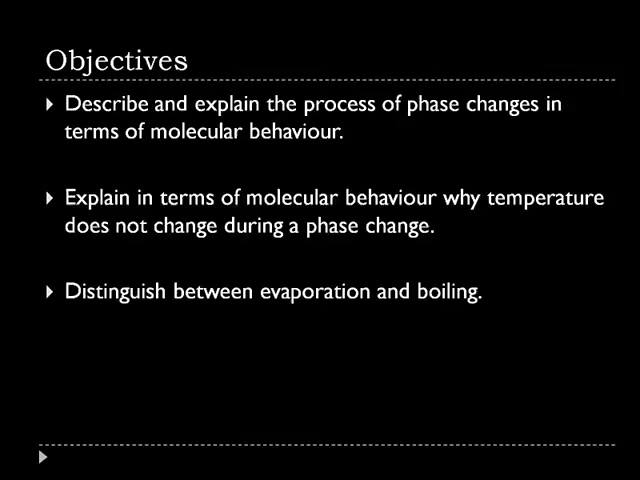 Objectives
Describe and explain the process of phase changes in
terms of molecular behaviour.
Explain in terms of molecular behaviour why temperature
does not change during a phase change.
Distinguish between evaporation and boiling.